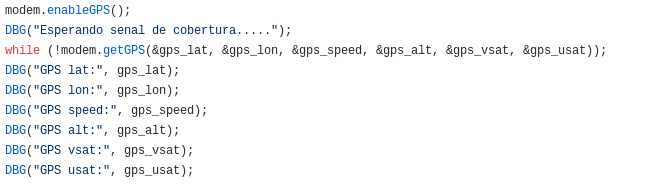 modem.enableGPS();
DBG("Esperando senal de cobertura.....");
while (!modem.getGPS(&gps_lat, &gps_lon, &gps_speed, &gps_alt, &gps_vsat, &gps_usat));
DBG("GPS lat:", gps_lat);
DBG("GPS lon:", gps_lon);
DBG("GPS speed:", gps_speed);
DBG("GPS alt:", gps_alt);
DBG("GPS vsat:", gps_vsat);
DBG("GPS usat:", gps_usat);